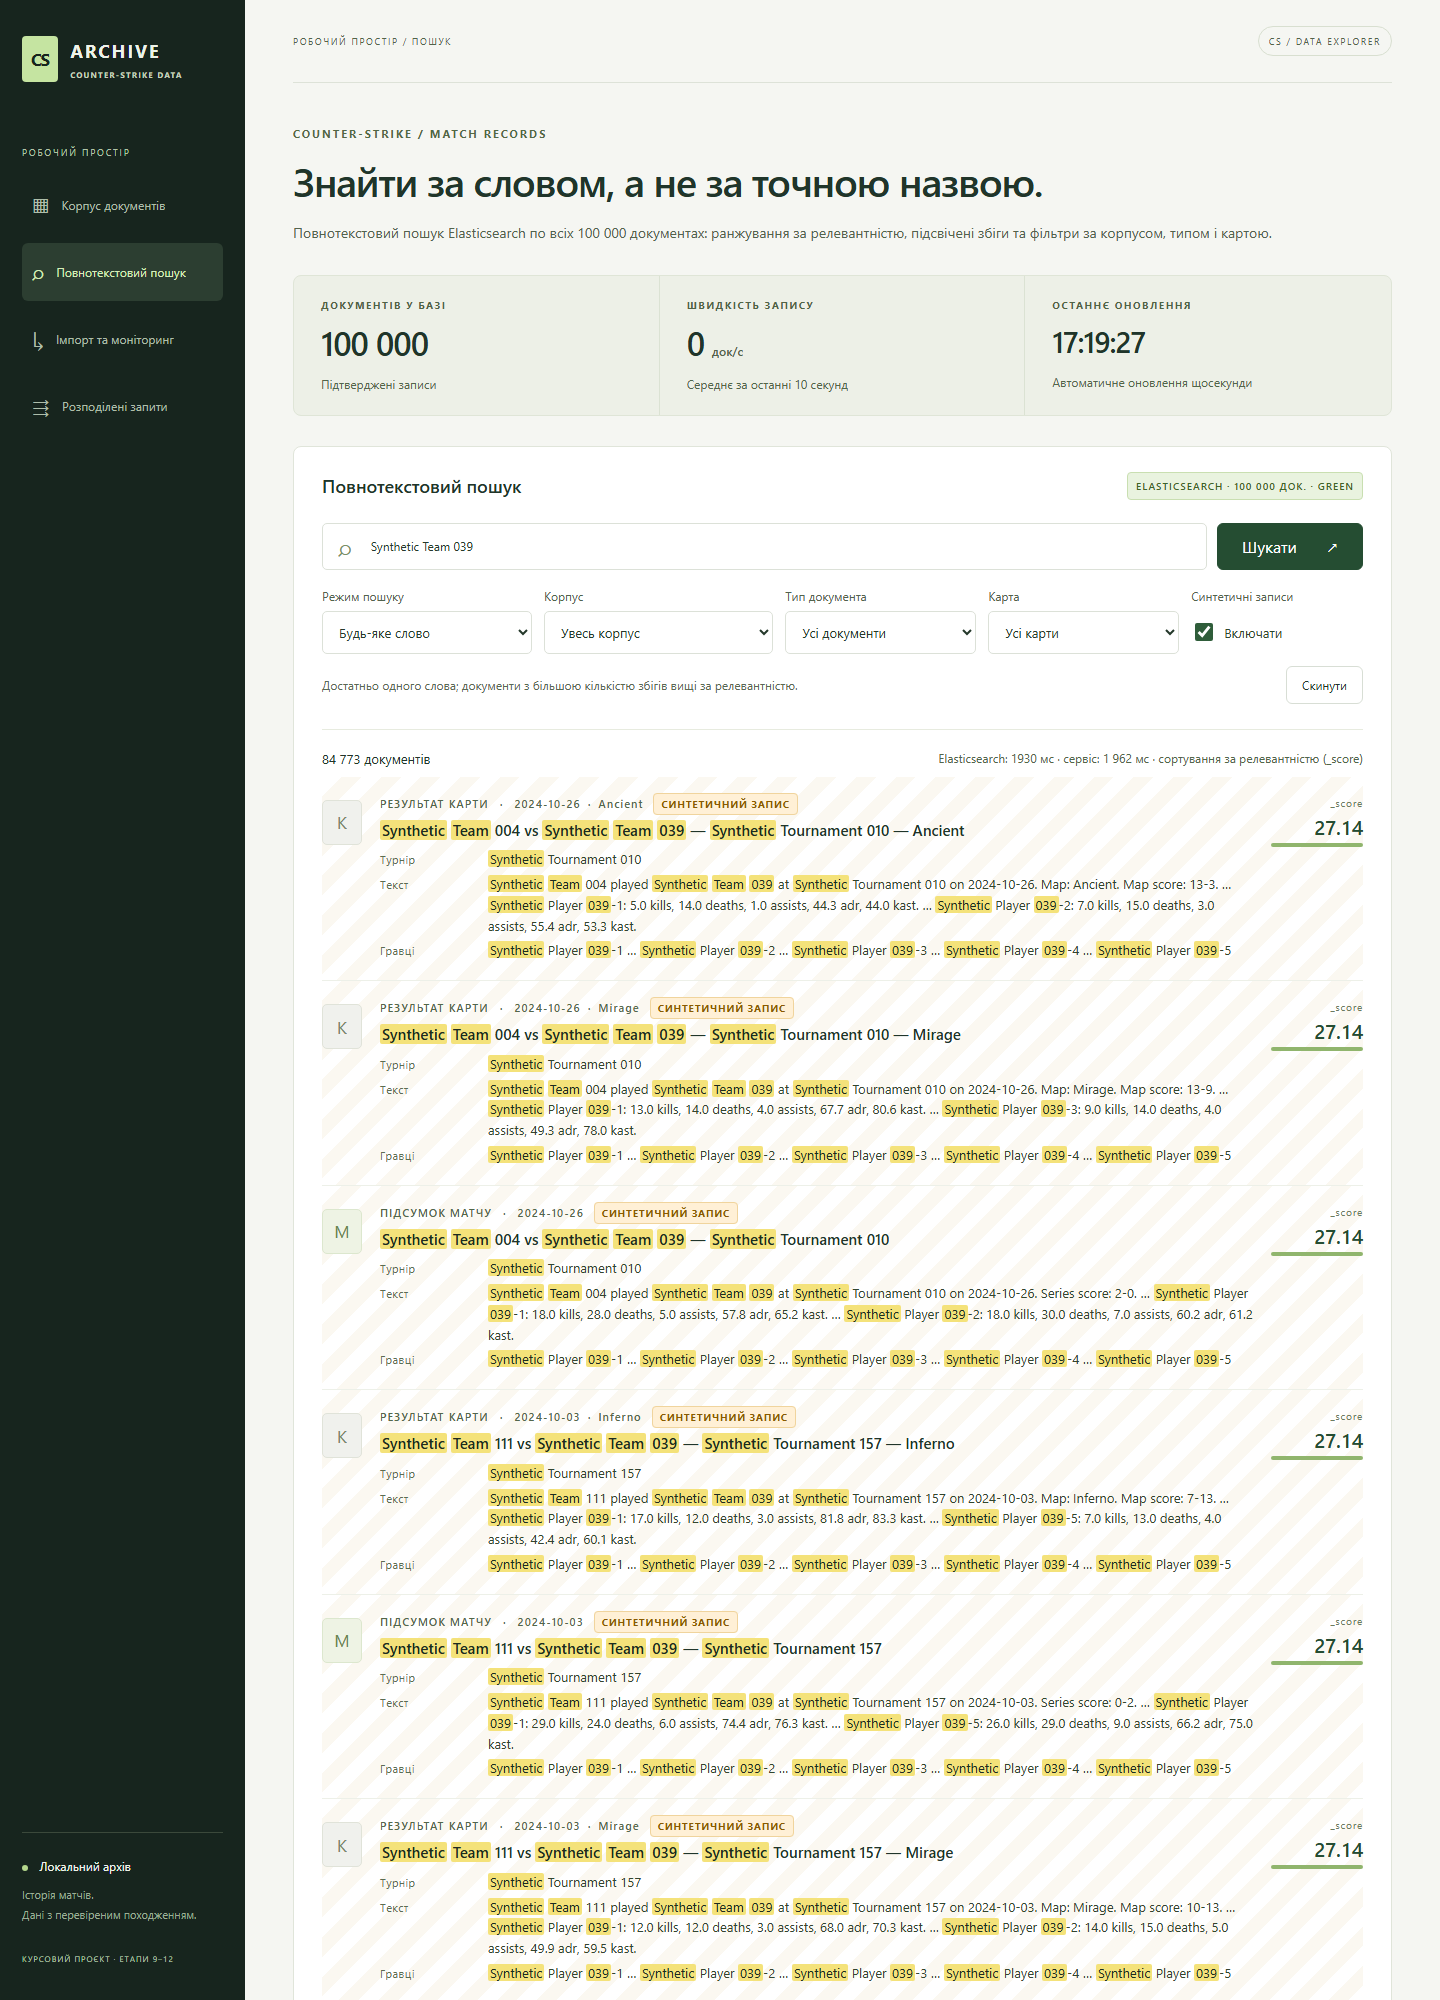 CS
ARCHIVE
COUNTER-STRIKE DATA
РОБОЧИЙ ПРОСТІР
Корпус документів
Повнотекстовий пошук
Імпорт та моніторинг
Розподілені запити
Локальний архів
Історія матчів.
Дані з перевіреним походженням.
КУРСОВИЙ ПРОЄКТ · ЕТАПИ 9–12
РОБОЧИЙ ПРОСТІР / ПОШУК
CS / DATA EXPLORER
COUNTER-STRIKE / MATCH RECORDS
Знайти за словом, а не за точною назвою.
Повнотекстовий пошук Elasticsearch по всіх 100 000 документах: ранжування за релевантністю, підсвічені збіги та фільтри за корпусом, типом і картою.
ДОКУМЕНТІВ У БАЗІ
100 000
Підтверджені записи
ШВИДКІСТЬ ЗАПИСУ
0 док/с
Середнє за останні 10 секунд
ОСТАННЄ ОНОВЛЕННЯ
17:19:27
Автоматичне оновлення щосекунди
Повнотекстовий пошук
ELASTICSEARCH · 100 000 ДОК. · GREEN
Synthetic Team 039
Шукати ↗
Режим пошуку
Будь-яке слово
Корпус
Увесь корпус
Тип документа
Усі документи
Карта
Усі карти
Синтетичні записи
Включати
Достатньо одного слова; документи з більшою кількістю збігів вищі за релевантністю.
Скинути
84 773 документів
Elasticsearch: 1930 мс · сервіс: 1 962 мс · сортування за релевантністю (_score)
К
РЕЗУЛЬТАТ КАРТИ · 2024-10-26 · Ancient СИНТЕТИЧНИЙ ЗАПИС
_score
Synthetic Team 004 vs Synthetic Team 039 — Synthetic Tournament 010 — Ancient
27.14
Турнір Synthetic Tournament 010
Текст Synthetic Team 004 played Synthetic Team 039 at Synthetic Tournament 010 on 2024-10-26. Map: Ancient. Map score: 13-3. ...
Synthetic Player 039-1: 5.0 kills, 14.0 deaths, 1.0 assists, 44.3 adr, 44.0 kast. ... Synthetic Player 039-2: 7.0 kills, 15.0 deaths, 3.0
assists, 55.4 adr, 53.3 kast.
Гравці Synthetic Player 039-1 ... Synthetic Player 039-2 ... Synthetic Player 039-3 ... Synthetic Player 039-4 ... Synthetic Player 039-5
К
РЕЗУЛЬТАТ КАРТИ · 2024-10-26 · Mirage СИНТЕТИЧНИЙ ЗАПИС
_score
Synthetic Team 004 vs Synthetic Team 039 — Synthetic Tournament 010 — Mirage
27.14
Турнір Synthetic Tournament 010
Текст Synthetic Team 004 played Synthetic Team 039 at Synthetic Tournament 010 on 2024-10-26. Map: Mirage. Map score: 13-9. ...
Synthetic Player 039-1: 13.0 kills, 14.0 deaths, 4.0 assists, 67.7 adr, 80.6 kast. ... Synthetic Player 039-3: 9.0 kills, 14.0 deaths, 4.0
assists, 49.3 adr, 78.0 kast.
Гравці Synthetic Player 039-1 ... Synthetic Player 039-2 ... Synthetic Player 039-3 ... Synthetic Player 039-4 ... Synthetic Player 039-5
М
ПІДСУМОК МАТЧУ · 2024-10-26 СИНТЕТИЧНИЙ ЗАПИС
_score
Synthetic Team 004 vs Synthetic Team 039 — Synthetic Tournament 010
27.14
Турнір Synthetic Tournament 010
Текст Synthetic Team 004 played Synthetic Team 039 at Synthetic Tournament 010 on 2024-10-26. Series score: 2-0. ... Synthetic Player
039-1: 18.0 kills, 28.0 deaths, 5.0 assists, 57.8 adr, 65.2 kast. ... Synthetic Player 039-2: 18.0 kills, 30.0 deaths, 7.0 assists, 60.2 adr, 61.2
kast.
Гравці Synthetic Player 039-1 ... Synthetic Player 039-2 ... Synthetic Player 039-3 ... Synthetic Player 039-4 ... Synthetic Player 039-5
К
РЕЗУЛЬТАТ КАРТИ · 2024-10-03 · Inferno СИНТЕТИЧНИЙ ЗАПИС
_score
Synthetic Team 111 vs Synthetic Team 039 — Synthetic Tournament 157 — Inferno
27.14
Турнір Synthetic Tournament 157
Текст Synthetic Team 111 played Synthetic Team 039 at Synthetic Tournament 157 on 2024-10-03. Map: Inferno. Map score: 7-13. ...
Synthetic Player 039-1: 17.0 kills, 12.0 deaths, 3.0 assists, 81.8 adr, 83.3 kast. ... Synthetic Player 039-5: 7.0 kills, 13.0 deaths, 4.0
assists, 42.4 adr, 60.1 kast.
Гравці Synthetic Player 039-1 ... Synthetic Player 039-2 ... Synthetic Player 039-3 ... Synthetic Player 039-4 ... Synthetic Player 039-5
М
ПІДСУМОК МАТЧУ · 2024-10-03 СИНТЕТИЧНИЙ ЗАПИС
_score
Synthetic Team 111 vs Synthetic Team 039 — Synthetic Tournament 157
27.14
Турнір Synthetic Tournament 157
Текст Synthetic Team 111 played Synthetic Team 039 at Synthetic Tournament 157 on 2024-10-03. Series score: 0-2. ... Synthetic Player
039-1: 29.0 kills, 24.0 deaths, 6.0 assists, 74.4 adr, 76.3 kast. ... Synthetic Player 039-5: 26.0 kills, 29.0 deaths, 9.0 assists, 66.2 adr, 75.0
kast.
Гравці Synthetic Player 039-1 ... Synthetic Player 039-2 ... Synthetic Player 039-3 ... Synthetic Player 039-4 ... Synthetic Player 039-5
К
РЕЗУЛЬТАТ КАРТИ · 2024-10-03 · Mirage СИНТЕТИЧНИЙ ЗАПИС
_score
Synthetic Team 111 vs Synthetic Team 039 — Synthetic Tournament 157 — Mirage
27.14
Турнір Synthetic Tournament 157
Текст Synthetic Team 111 played Synthetic Team 039 at Synthetic Tournament 157 on 2024-10-03. Map: Mirage. Map score: 10-13. ...
Synthetic Player 039-1: 12.0 kills, 12.0 deaths, 3.0 assists, 68.0 adr, 70.3 kast. ... Synthetic Player 039-2: 14.0 kills, 15.0 deaths, 5.0
assists, 49.9 adr, 59.5 kast.
Гравці Synthetic Player 039-1 ... Synthetic Player 039-2 ... Synthetic Player 039-3 ... Synthetic Player 039-4 ... Synthetic Player 039-5